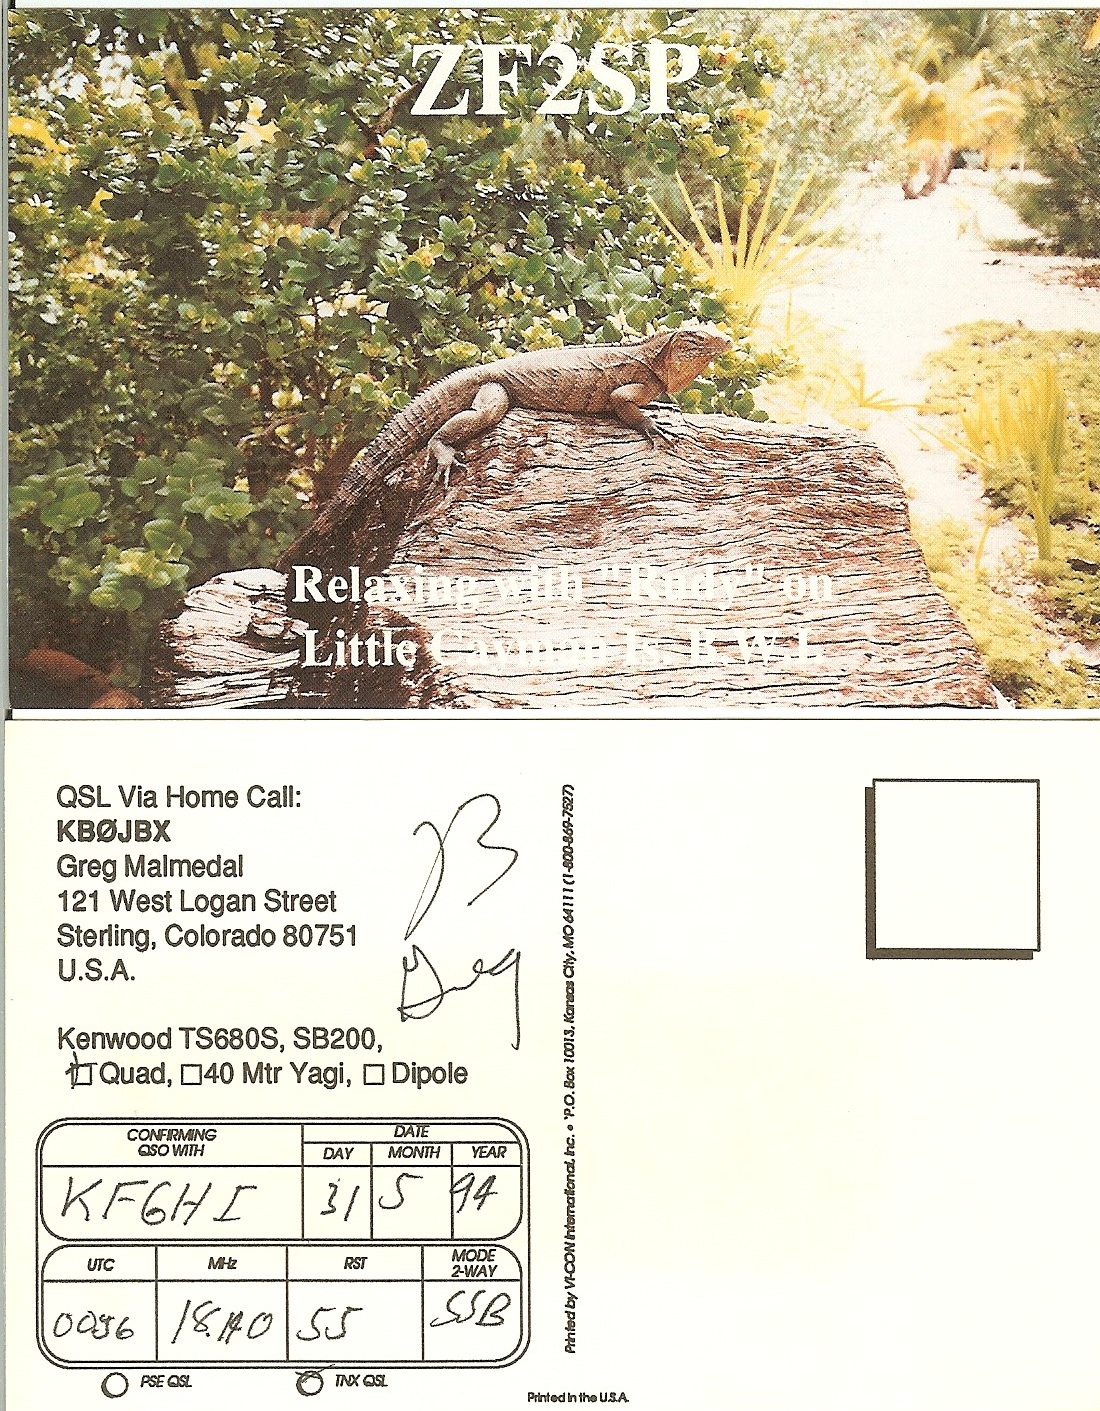 ZF2SP
Relaxing with "Rudy" on
Little Cayman Is. B.W.I.
QSL Via Home Call:
KBØJBX
Greg Malmedal
121 West Logan Street
Sterling, Colorado 80751
U.S.A.
73
Greg
Kenwood TS680S, SB200,
Quad, 40 Mtr Yagi, Dipole
CONFIRMING QSO WITH
DATE
DAY MONTH YEAR
KF6HI 31 5 94
UTC MHz RST MODE 2-WAY
0056 18.140 55 SSB
PSE QSL TNX QSL
Printed by VI-CON International, Inc. • P.O. Box 10013, Kansas City, MO 64111 (1-800-869-7527)
Printed in the U.S.A.